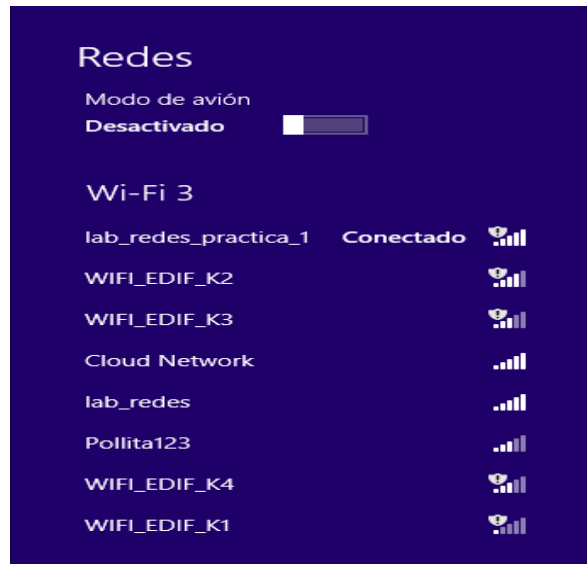 Redes
Modo de avión
Desactivado
Wi-Fi 3
lab_redes_practica_1 Conectado
WIFI_EDIF_K2
WIFI_EDIF_K3
Cloud Network
lab_redes
Pollita123
WIFI_EDIF_K4
WIFI_EDIF_K1